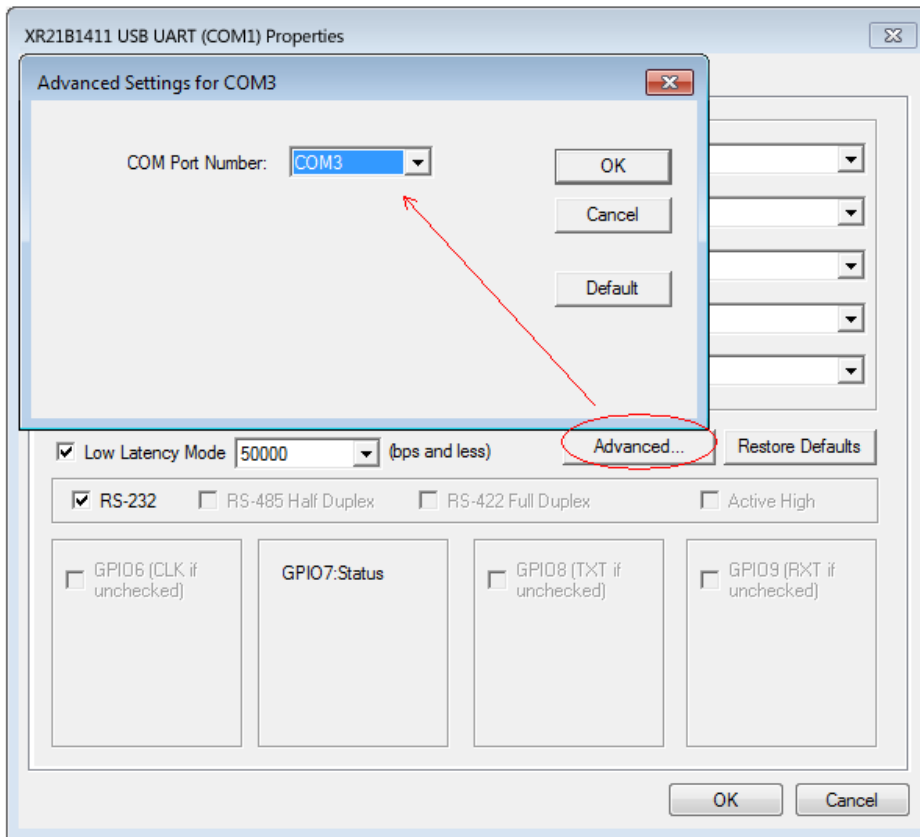 XR21B1411 USB UART (COM1) Properties
Advanced Settings for COM3
COM Port Number:
COM3
OK
Cancel
Default
Low Latency Mode
50000
(bps and less)
Advanced...
Restore Defaults
RS-232
RS-485 Half Duplex
RS-422 Full Duplex
Active High
GPIO6 (CLK if
unchecked)
GPIO7:Status
GPIO8 (TXT if
unchecked)
GPIO9 (RXT if
unchecked)
OK
Cancel